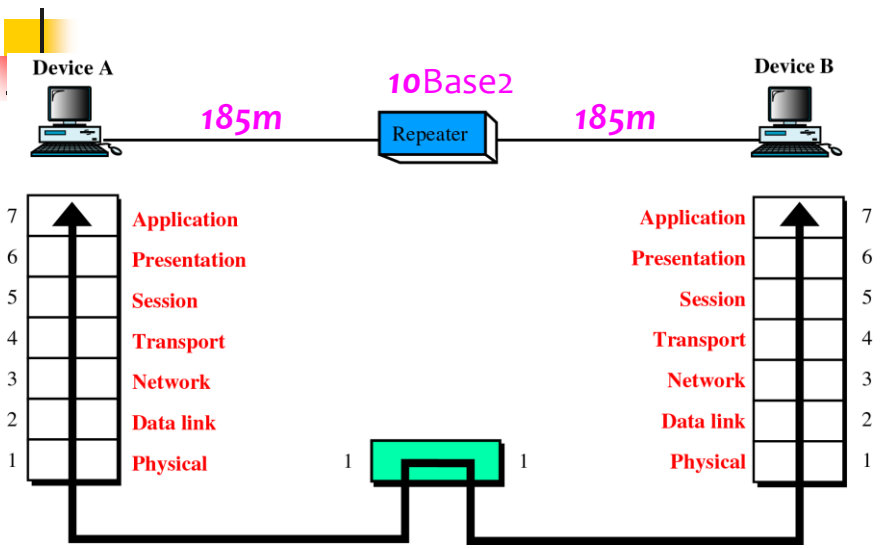 Device A
10Base2
Device B
185m
Repeater
185m
7 Application Application 7
6 Presentation Presentation 6
5 Session Session 5
4 Transport Transport 4
3 Network Network 3
2 Data link Data link 2
1 Physical 1 1 Physical 1